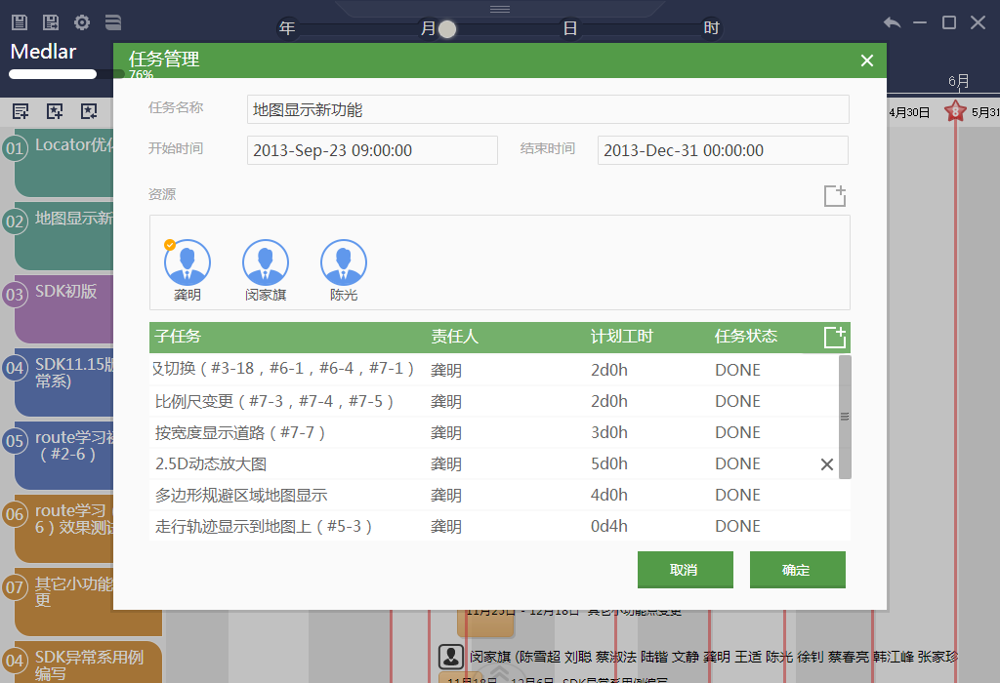 年 月 日 时
Medlar
76%
6月
4月30日 8 5月31
任务管理
任务名称 地图显示新功能
开始时间 2013-Sep-23 09:00:00 结束时间 2013-Dec-31 00:00:00
资源
龚明 闵家旗 陈光
子任务 责任人 计划工时 任务状态
及切换（#3-18，#6-1，#6-4，#7-1） 龚明 2d0h DONE
比例尺变更（#7-3，#7-4，#7-5） 龚明 2d0h DONE
按宽度显示道路（#7-7） 龚明 3d0h DONE
2.5D动态放大图 龚明 5d0h DONE
多边形规避区域地图显示 龚明 4d0h DONE
走行轨迹显示到地图上（#5-3） 龚明 0d4h DONE
取消 确定
01 Locator优
02 地图显示新
03 SDK初版
04 SDK11.15版
常系)
05 route学习初
（#2-6）
06 route学习（
6）效果测试
07 其它小功能
更
04 SDK异常系用例
编写
11月25日 - 12月18日 其它小功能点变更
闵家旗 (陈雪超 刘聪 蔡淑法 陆锴 文静 龚明 王适 陈光 徐钊 蔡春亮 韩江峰 张家珍
11月18日 - 12月6日 SDK异常系用例编写